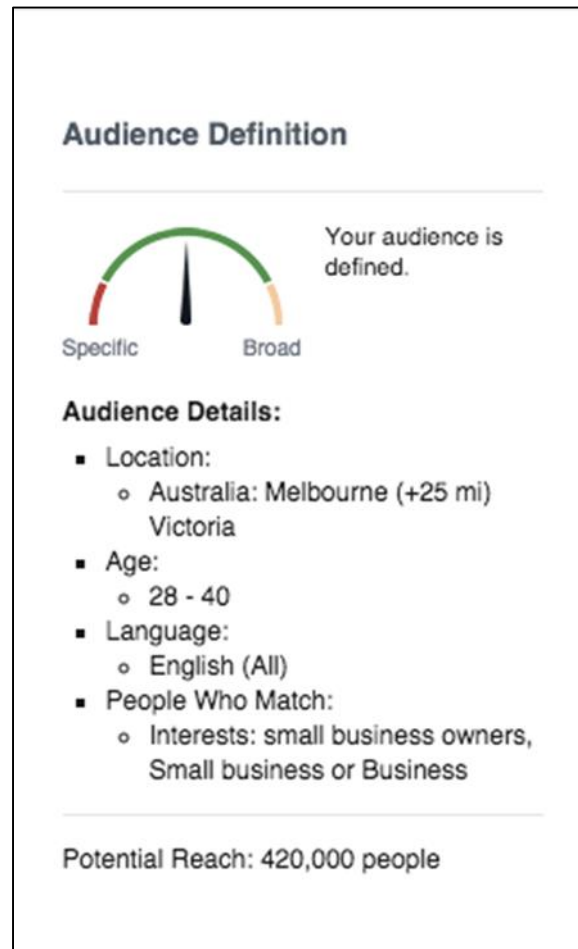 Audience Definition
Your audience is
defined.
Specific
Broad
Audience Details:
▪ Location:
○ Australia: Melbourne (+25 mi)
Victoria
▪ Age:
○ 28 - 40
▪ Language:
○ English (All)
▪ People Who Match:
○ Interests: small business owners,
Small business or Business
Potential Reach: 420,000 people